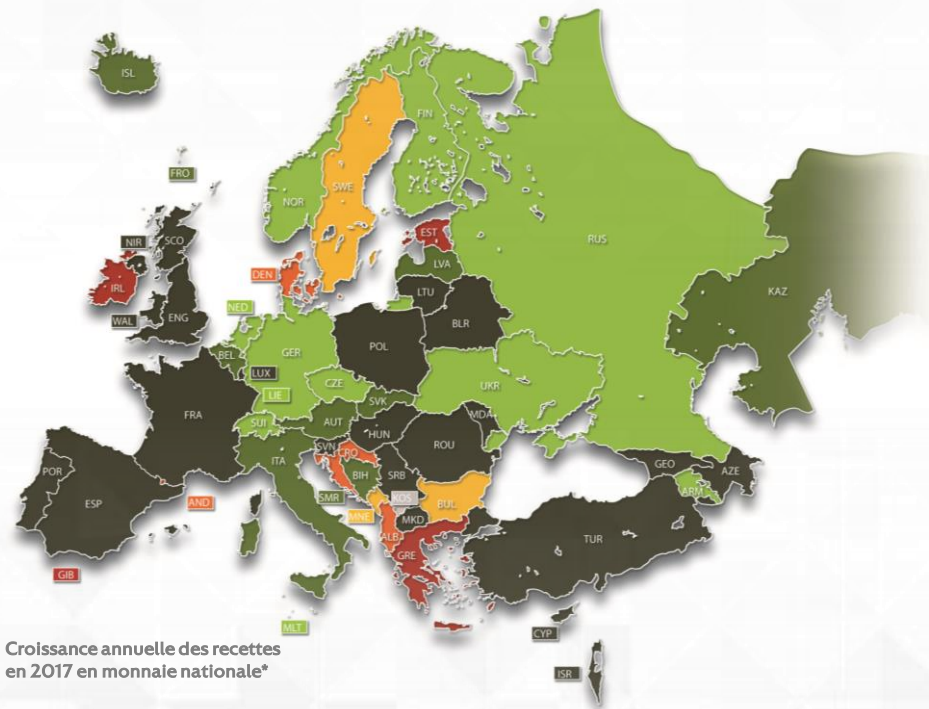 ISL
FRO
FIN
SWE
NOR
RUS
EST
NIR
SCO
LVA
DEN
KAZ
IRL
LTU
NED
WAL
ENG
BLR
POL
BEL
GER
LUX
CZE
UKR
LIE
SVK
FRA
SUI
AUT
MDA
HUN
ROU
SVN
CRO
ITA
GEO
AZE
POR
BIH
SRB
ARM
ESP
AND
SMR
KOS
BUL
MNE
MKD
ALB
TUR
GRE
GIB
MLT
CYP
Croissance annuelle des recettes
en 2017 en monnaie nationale*
ISR